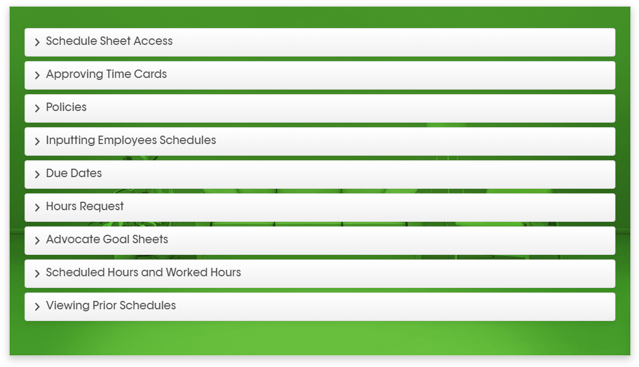 Schedule Sheet Access
Approving Time Cards
Policies
Inputting Employees Schedules
Due Dates
Hours Request
Advocate Goal Sheets
Scheduled Hours and Worked Hours
Viewing Prior Schedules